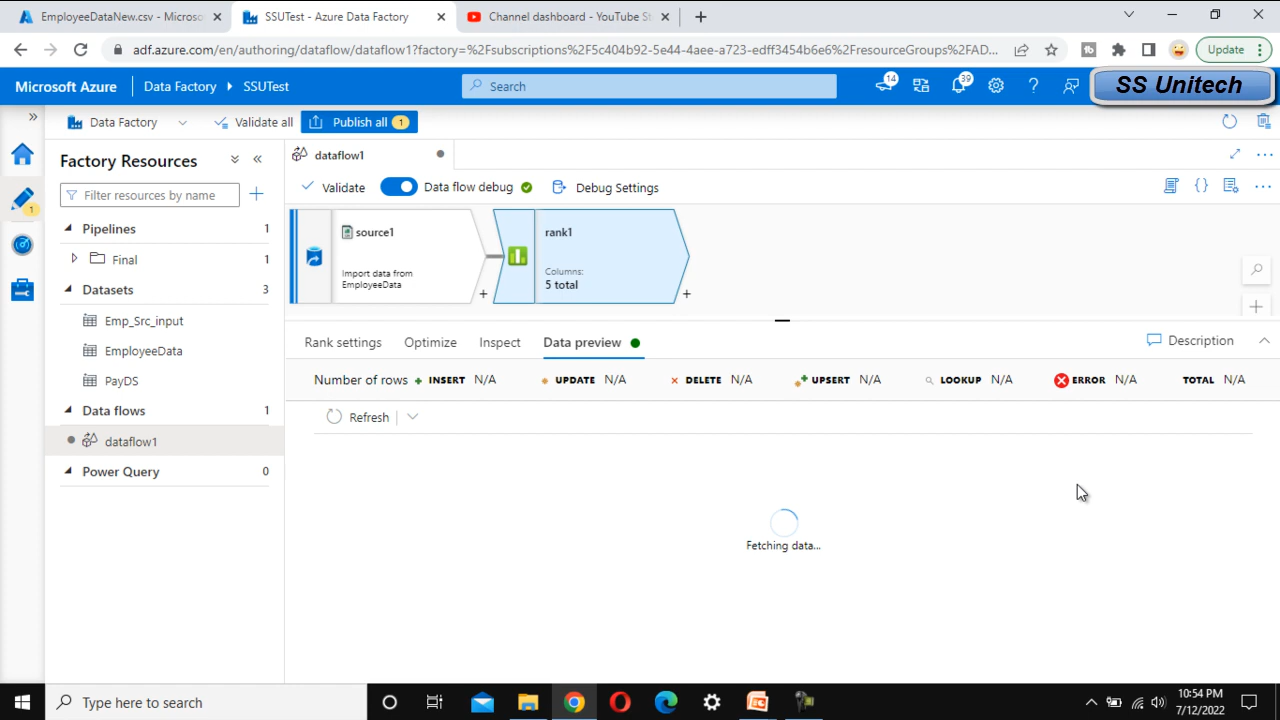 EmployeeDataNew.csv - Microso
SSUTest - Azure Data Factory
Channel dashboard - YouTube St
adf.azure.com/en/authoring/dataflow/dataflow1?factory=%2Fsubscriptions%2F5c404b92-5e44-4aee-a723-edff3454b6e6%2FresourceGroups%2FAD...
Update
Microsoft Azure
Data Factory
SSUTest
Search
14
39
SS Unitech
Data Factory
Validate all
Publish all
1
dataflow1
Factory Resources
Filter resources by name
Validate
Data flow debug
Debug Settings
1
Pipelines
1
Final
1
Datasets
3
Emp_Src_input
EmployeeData
PayDS
Data flows
1
dataflow1
Power Query
0
source1
Import data from
EmployeeData
rank1
Columns:
5 total
Rank settings
Optimize
Inspect
Data preview
Description
Number of rows
INSERT N/A
UPDATE N/A
DELETE N/A
UPSERT N/A
LOOKUP N/A
ERROR N/A
TOTAL N/A
Refresh
Fetching data...
Type here to search
10:54 PM
7/12/2022